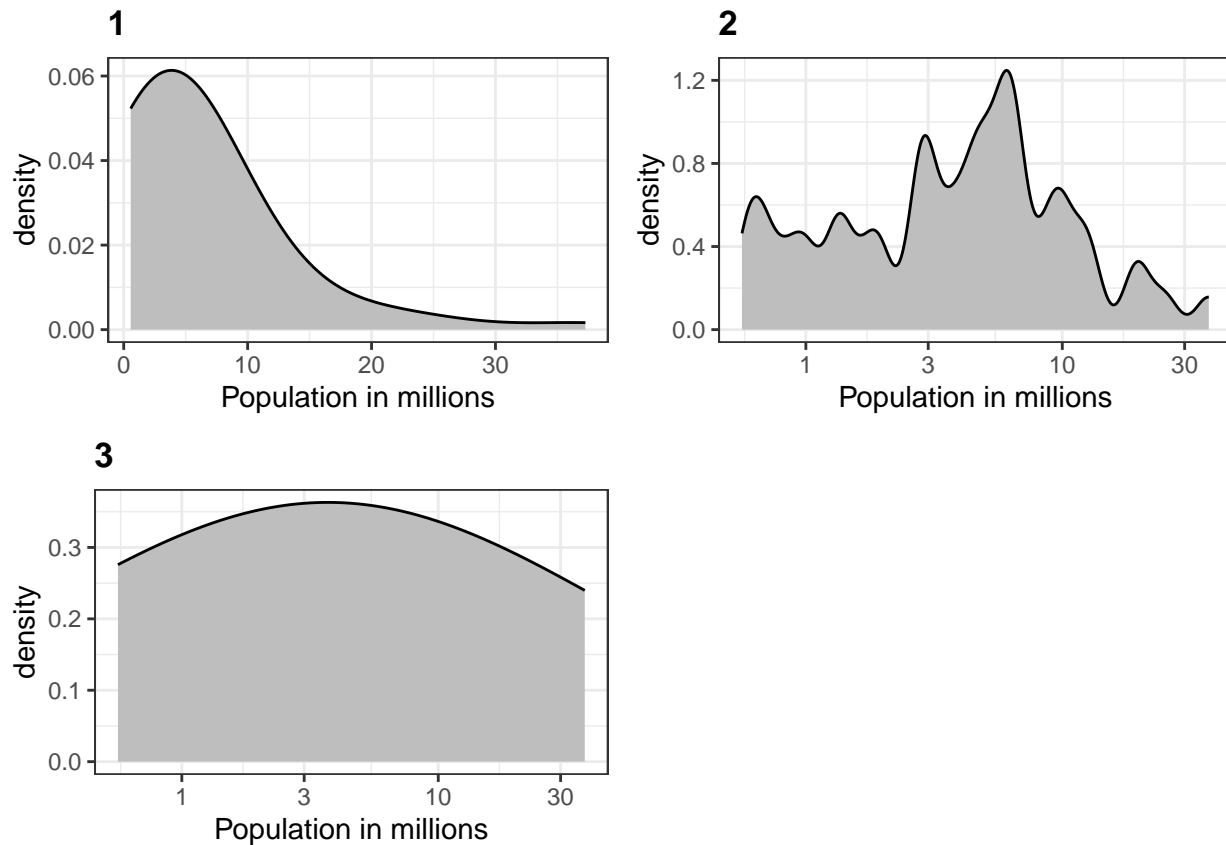 1
0.06
0.04
0.02
0.00
density
0 10 20 30
Population in millions
2
1.2
0.8
0.4
0.0
density
1 3 10 30
Population in millions
3
0.3
0.2
0.1
0.0
density
1 3 10 30
Population in millions